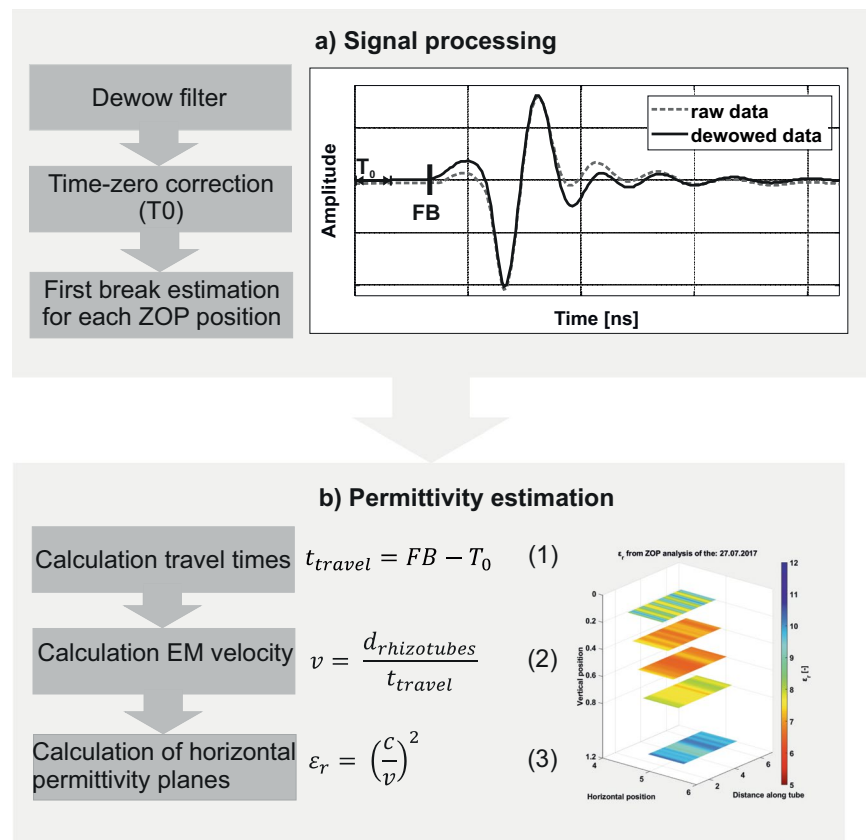 a) Signal processing
Dewow filter
Time-zero correction
(T0)
First break estimation
for each ZOP position
Amplitude
T₀
FB
raw data
dewowed data
Time [ns]
b) Permittivity estimation
Calculation travel times
t_travel = FB − T₀ (1)
Calculation EM velocity
v = d_rhizotubes / t_travel (2)
Calculation of horizontal
permittivity planes
ε_r = (c/v)² (3)
ε_r from ZOP analysis of the: 27.07.2017
Vertical position
0
0.2
0.4
0.6
0.8
1.2
4
5
6
Horizontal position
2
4
6
Distance along tube
12
11
10
9
8
7
6
5
ε_r [-]